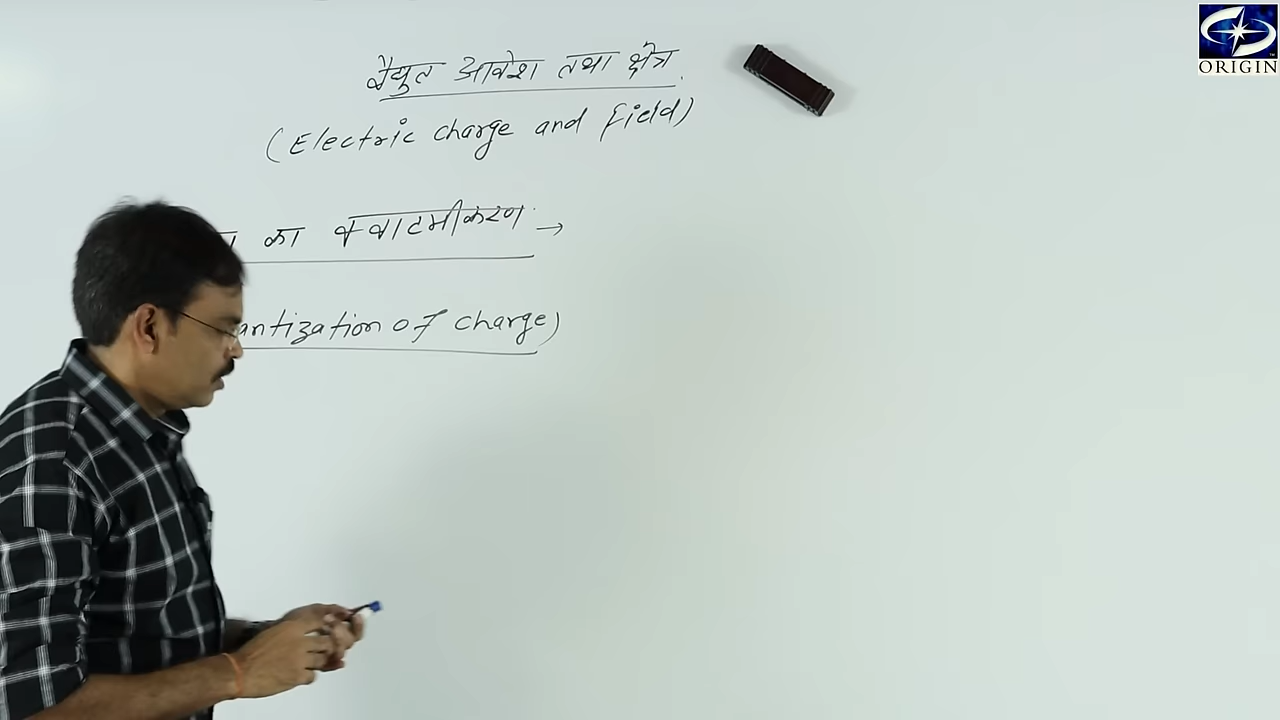 वैद्युत आवेश तथा क्षेत्र
(Electric charge and field)
का क्वाटमीकरण →
antization of charge)
ORIGIN